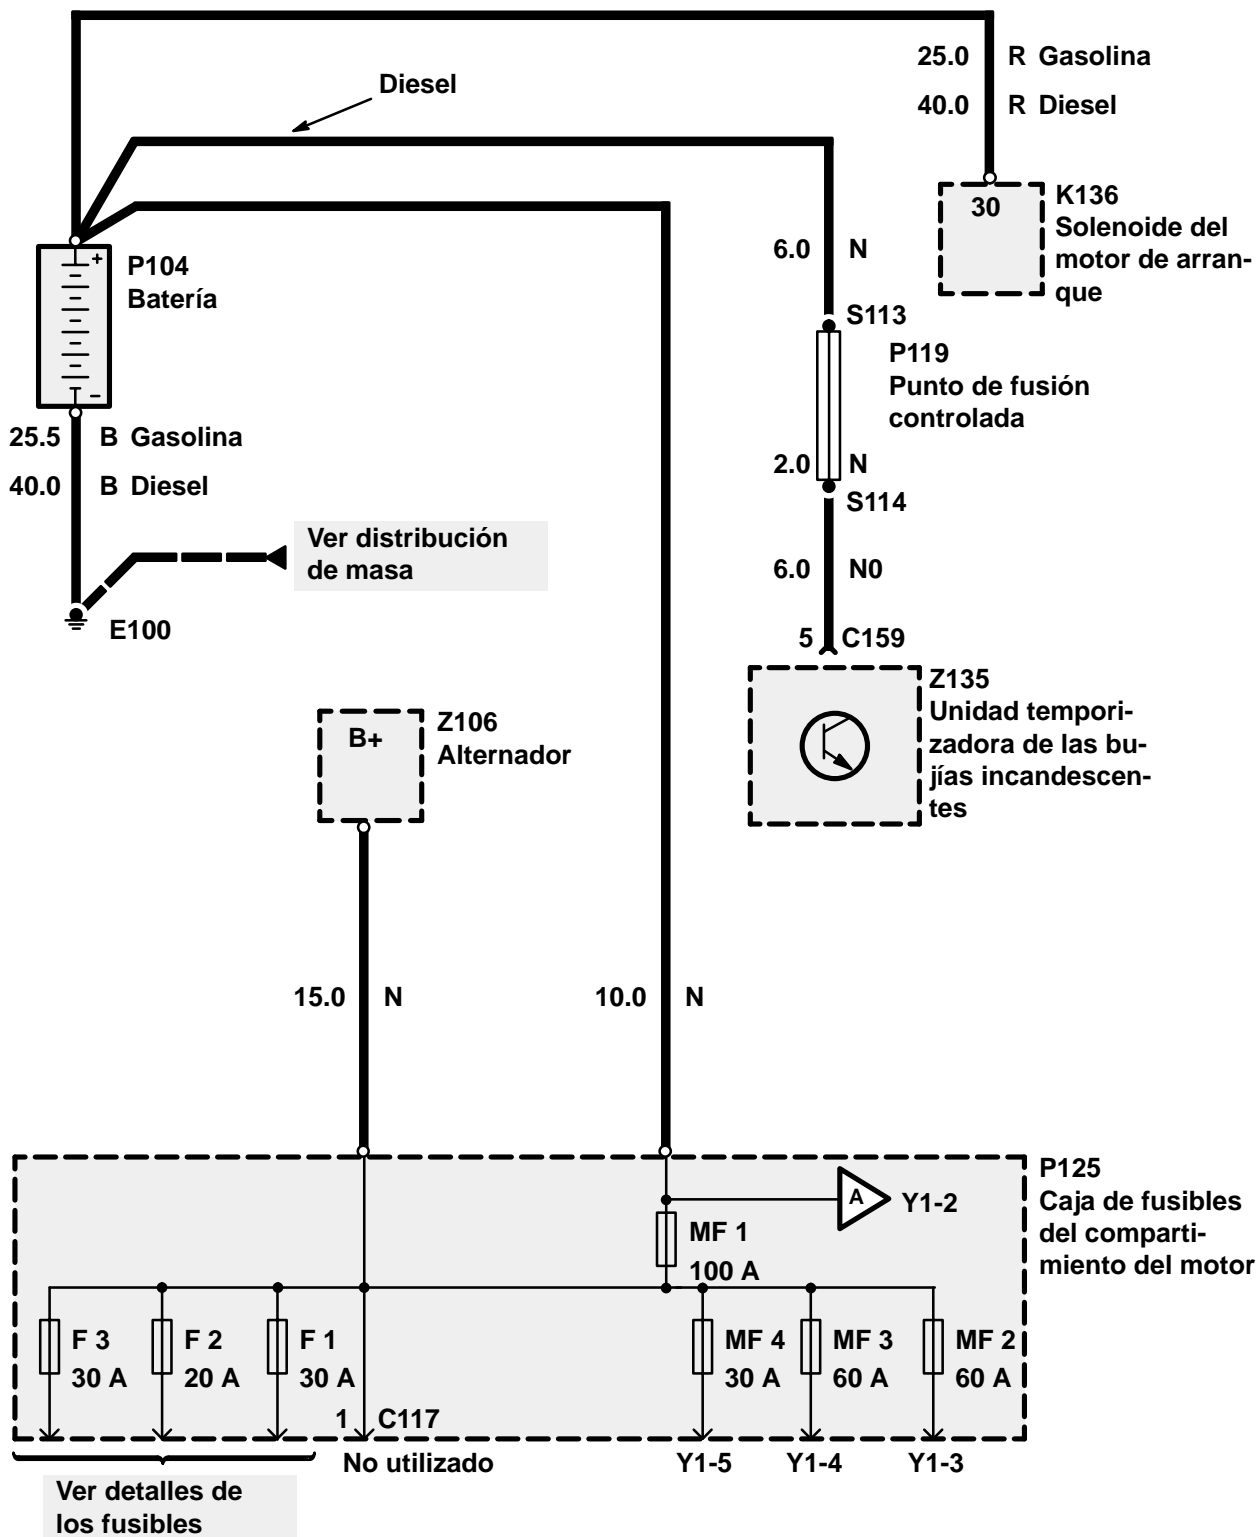 25.0 R Gasolina
Diesel
40.0 R Diesel
30
K136
Solenoide del
motor de arran-
que
6.0 N
+
P104
Batería
-
S113
P119
Punto de fusión
controlada
25.5 B Gasolina
40.0 B Diesel
2.0 N
S114
Ver distribución
de masa
6.0 N0
E100
5 C159
Z135
Unidad tempori-
zadora de las bu-
jías incandescen-
tes
B+
Z106
Alternador
15.0 N
10.0 N
P125
Caja de fusibles
del comparti-
miento del motor
A
Y1-2
MF 1
100 A
F 3
30 A
F 2
20 A
F 1
30 A
MF 4
30 A
MF 3
60 A
MF 2
60 A
1 C117
No utilizado
Y1-5
Y1-4
Y1-3
Ver detalles de
los fusibles